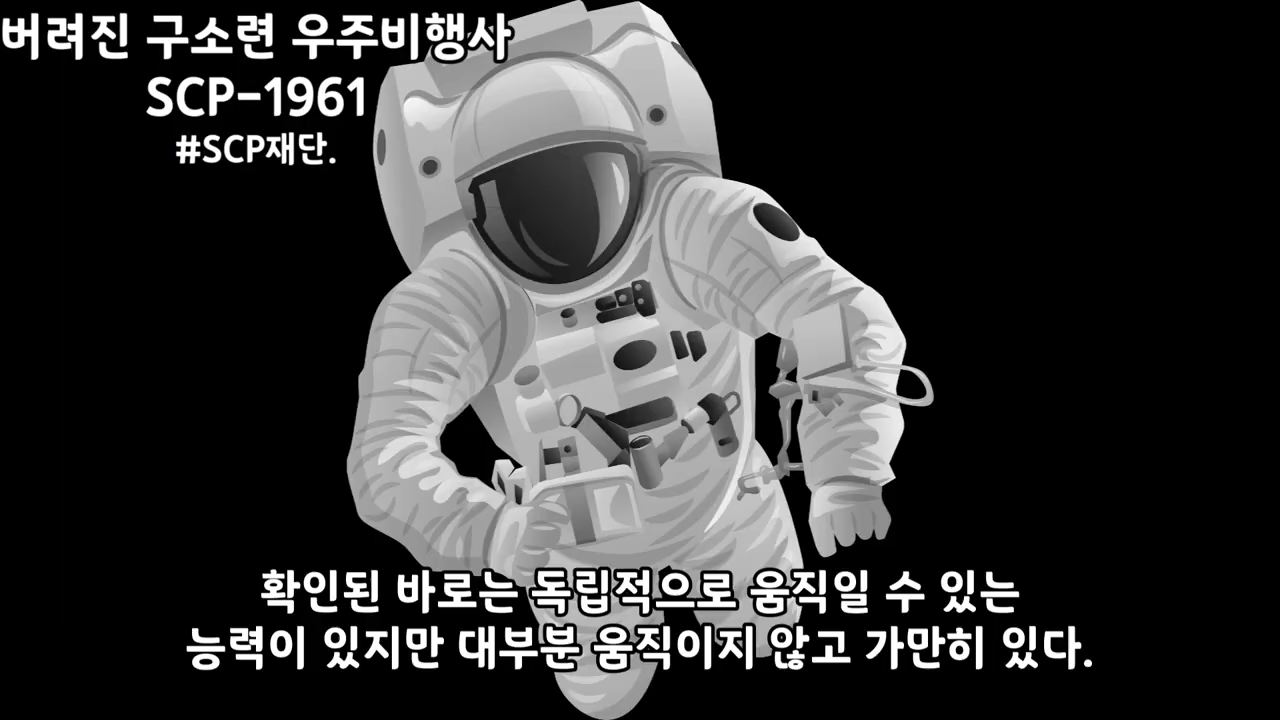 버려진 구소련 우주비행사
SCP-1961
#SCP재단.
확인된 바로는 독립적으로 움직일 수 있는
능력이 있지만 대부분 움직이지 않고 가만히 있다.